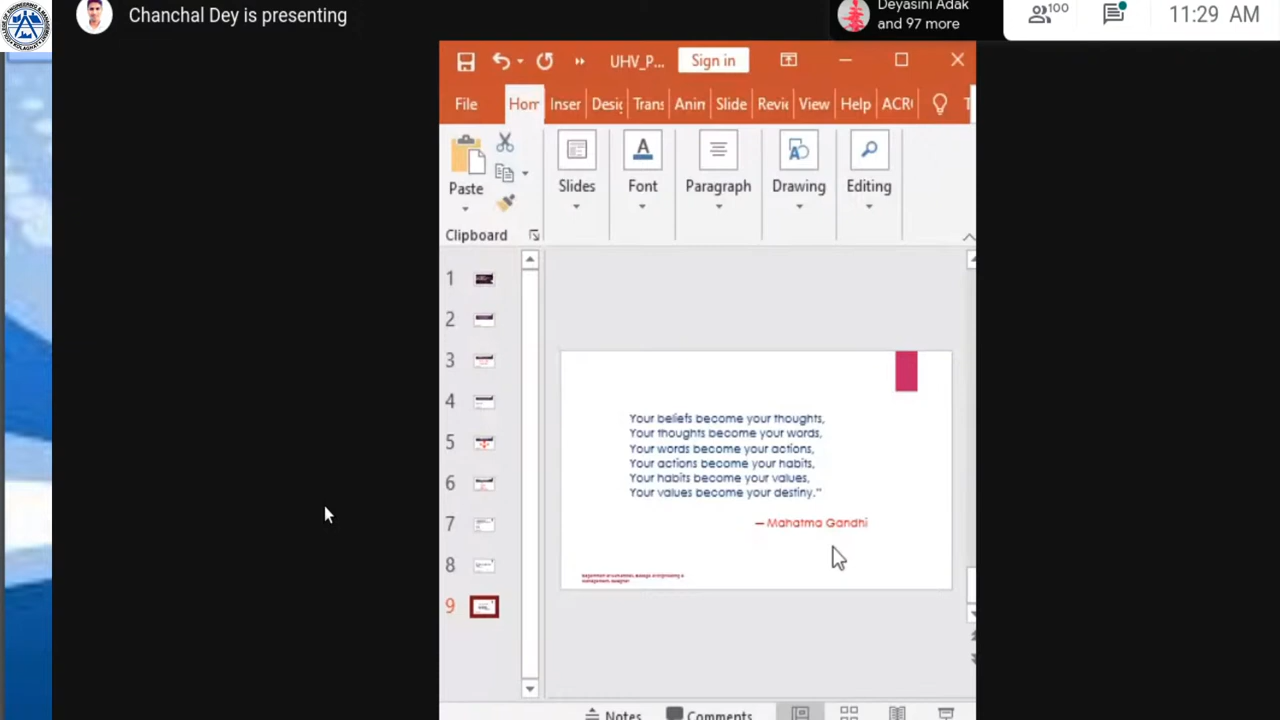 Chanchal Dey is presenting
Deyasini Adak
and 97 more
100
11:29 AM
UHV_P...
Sign in
File
Hor
Inser
Desig
Trans
Anin
Slide
Revie
View
Help
ACR
T
Paste
Slides
Font
Paragraph
Drawing
Editing
Clipboard
1
2
3
4
5
6
7
8
9
Your beliefs become your thoughts,
Your thoughts become your words,
Your words become your actions,
Your actions become your habits,
Your habits become your values,
Your values become your destiny."
— Mahatma Gandhi
Notes
Comments